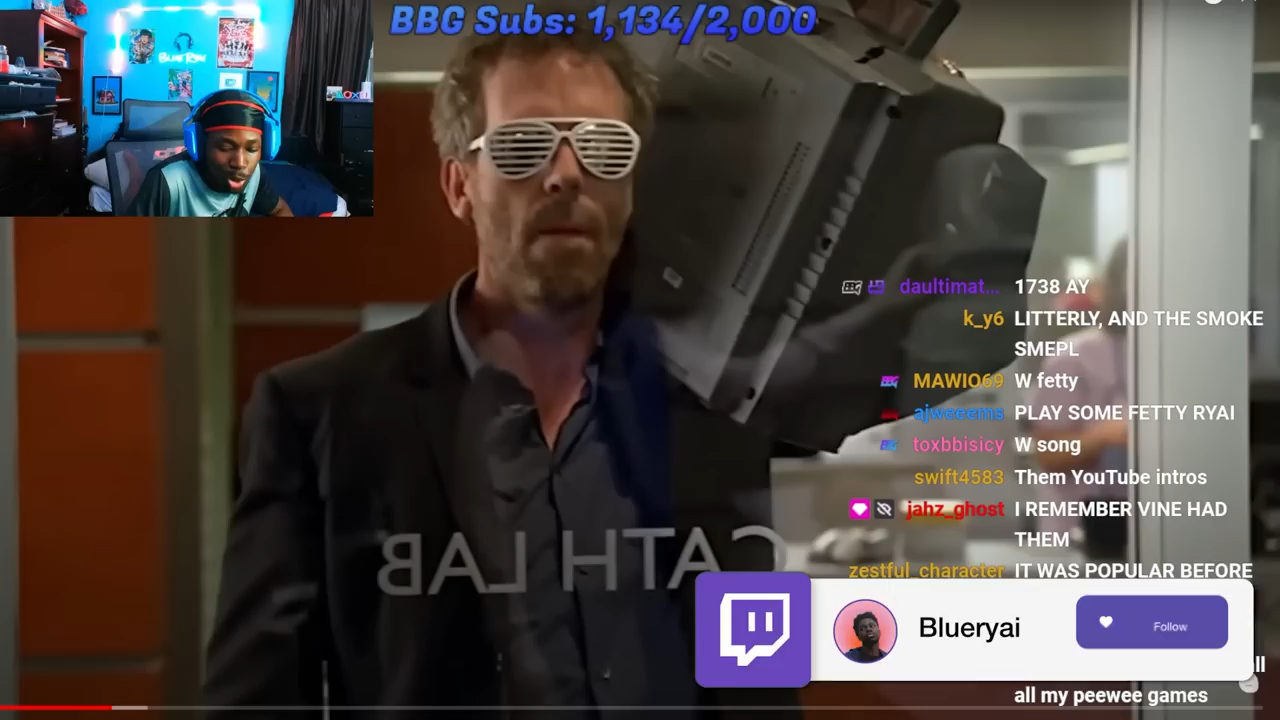 BBG Subs: 1,134/2,000
daultimat... 1738 AY
k_y6 LITTERLY, AND THE SMOKE
SMEPL
MAWIO69 W fetty
ajweeems PLAY SOME FETTY RYAI
toxbbisicy W song
swift4583 Them YouTube intros
jahz_ghost I REMEMBER VINE HAD
THEM
zestful_character IT WAS POPULAR BEFORE
CATH LAB
Blueryai
Follow
all my peewee games